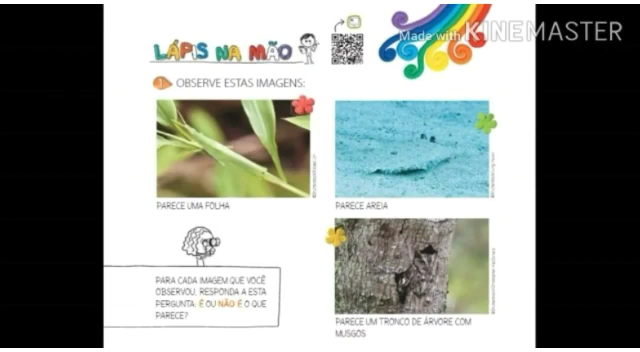 Made with KINEMASTER
LÁPIS NA MÃO
1 OBSERVE ESTAS IMAGENS:
PARECE UMA FOLHA
PARECE AREIA
PARA CADA IMAGEM QUE VOCÊ
OBSERVOU, RESPONDA A ESTA
PERGUNTA: É OU NÃO É O QUE
PARECE?
PARECE UM TRONCO DE ÁRVORE COM
MUSGOS